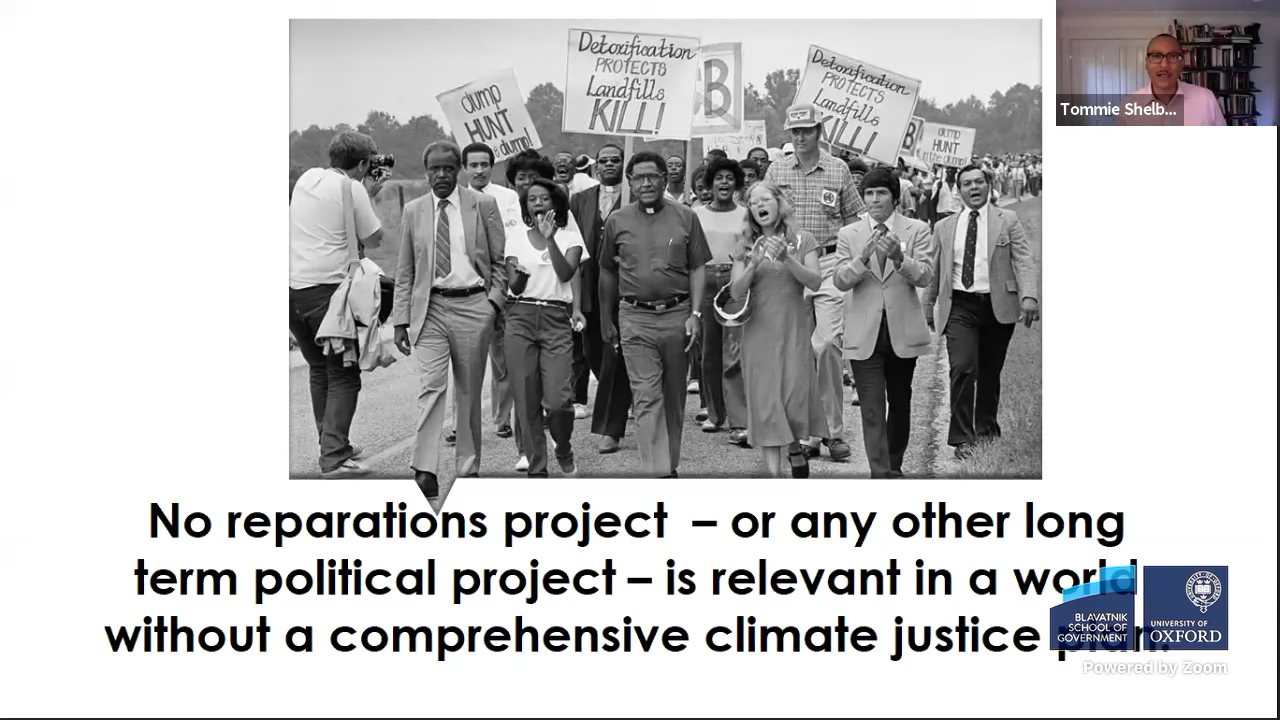 Detoxification
PROTECTS
Landfills
KILL!
dump
HUNT
dump!
B
Detoxification
PROTECTS
Landfills
KILL!
dump
HUNT
dump!
Tommie Shelb...
No reparations project – or any other long
term political project – is relevant in a world
without a comprehensive climate justice plan.
BLAVATNIK
SCHOOL OF
GOVERNMENT
UNIVERSITY OF
OXFORD
Powered by Zoom